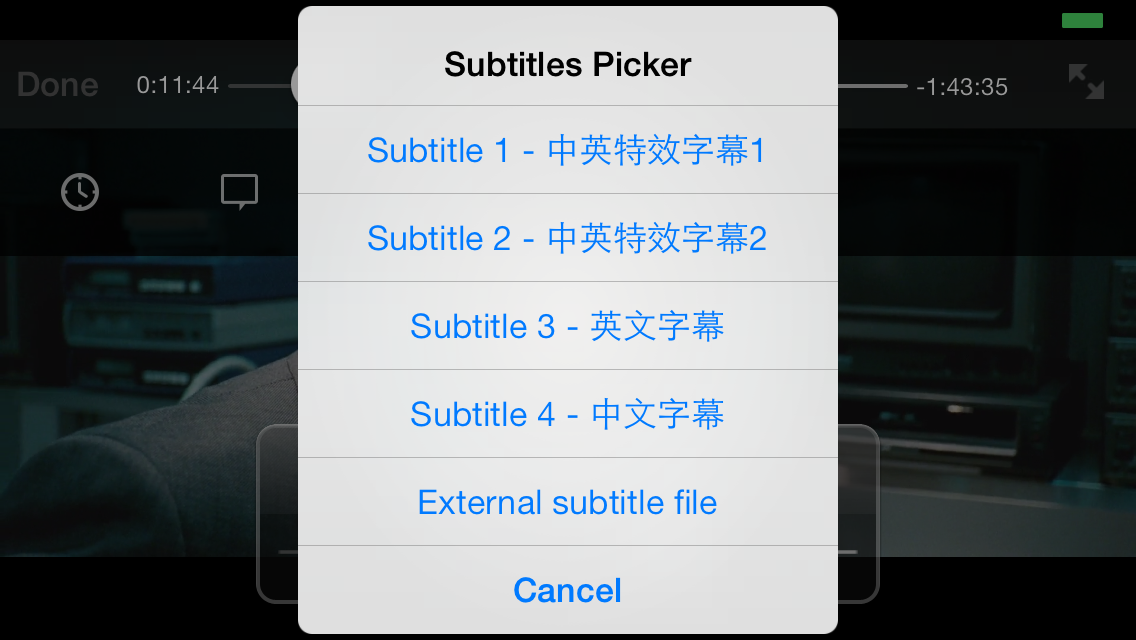 Subtitles Picker
Done 0:11:44 -1:43:35
Subtitle 1 - 中英特效字幕1
Subtitle 2 - 中英特效字幕2
Subtitle 3 - 英文字幕
Subtitle 4 - 中文字幕
External subtitle file
Cancel